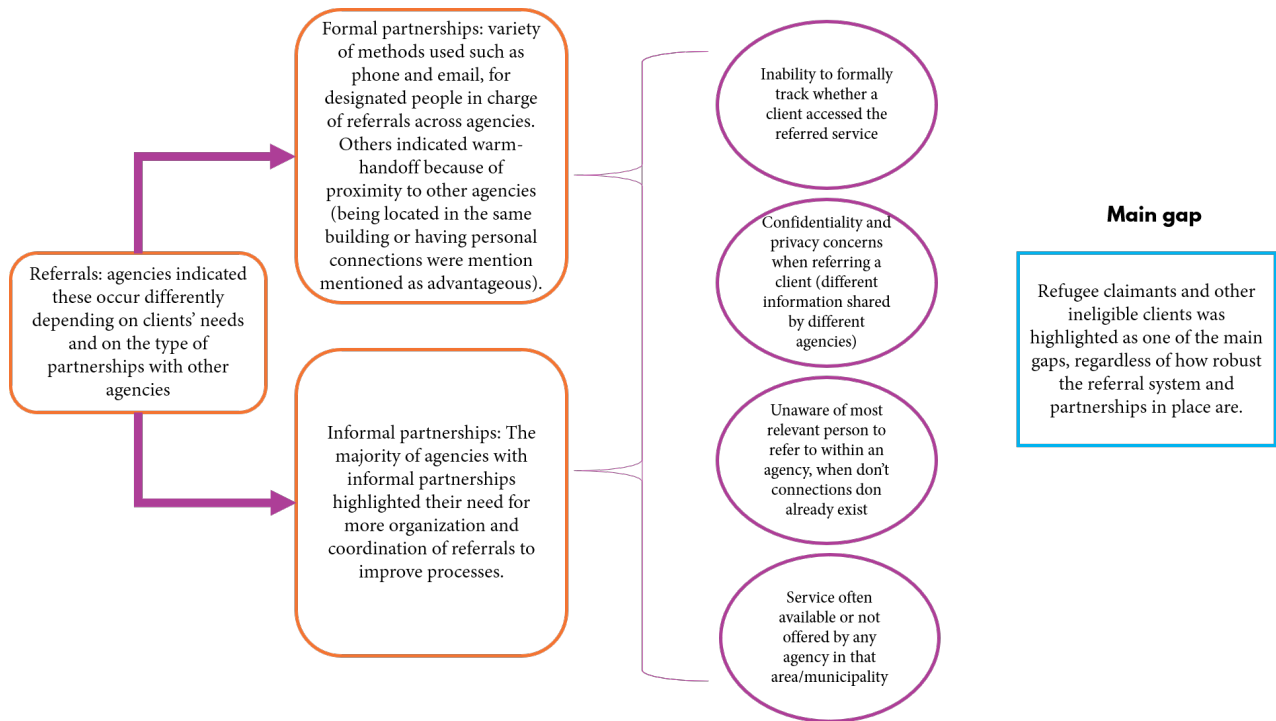 Referrals: agencies indicated
these occur differently
depending on clients’ needs
and on the type of
partnerships with other
agencies
Formal partnerships: variety
of methods used such as
phone and email, for
designated people in charge
of referrals across agencies.
Others indicated warm-
handoff because of
proximity to other agencies
(being located in the same
building or having personal
connections were mention
mentioned as advantageous).
Informal partnerships: The
majority of agencies with
informal partnerships
highlighted their need for
more organization and
coordination of referrals to
improve processes.
Inability to formally
track whether a
client accessed the
referred service
Confidentiality and
privacy concerns
when referring a
client (different
information shared
by different
agencies)
Unaware of most
relevant person to
refer to within an
agency, when don’t
connections don
already exist
Service often
available or not
offered by any
agency in that
area/municipality
Main gap
Refugee claimants and other
ineligible clients was
highlighted as one of the main
gaps, regardless of how robust
the referral system and
partnerships in place are.